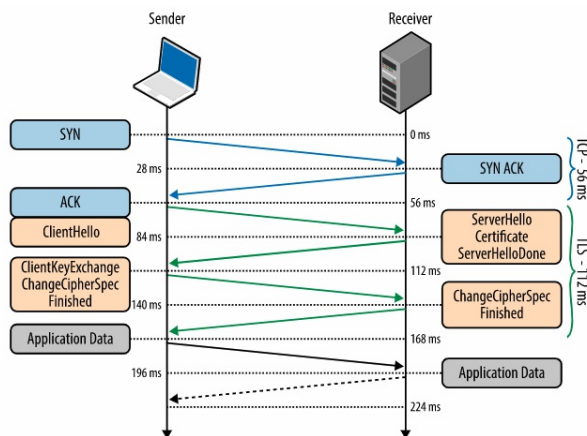 Sender
Receiver
SYN
0 ms
28 ms
SYN ACK
TCP - 56 ms
ACK
56 ms
ClientHello
84 ms
ServerHello
Certificate
ServerHelloDone
TLS - 112 ms
ClientKeyExchange
ChangeCipherSpec
Finished
112 ms
140 ms
ChangeCipherSpec
Finished
Application Data
168 ms
196 ms
Application Data
224 ms